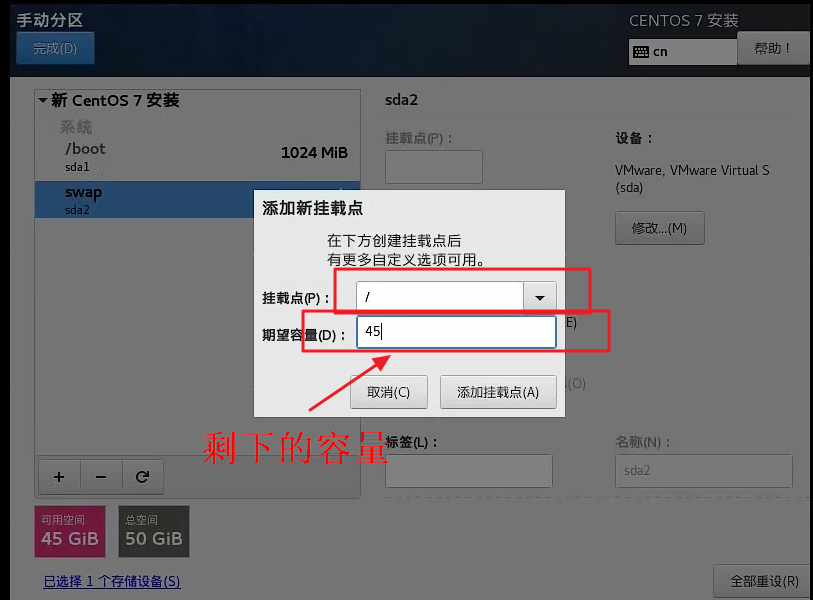 手动分区
CENTOS 7 安装
完成(D)
cn
帮助！
新 CentOS 7 安装
系统
/boot
1024 MiB
sda1
swap
sda2
sda2
挂载点(P)：
设备：
VMware, VMware Virtual S
(sda)
修改...(M)
添加新挂载点
在下方创建挂载点后
有更多自定义选项可用。
挂载点(P)：
/
期望容量(D)：
45
E)
取消(C)
添加挂载点(A)
(O)
剩下的容量
标签(L)：
名称(N)：
sda2
可用空间
45 GiB
总空间
50 GiB
已选择 1 个存储设备(S)
全部重设(R)